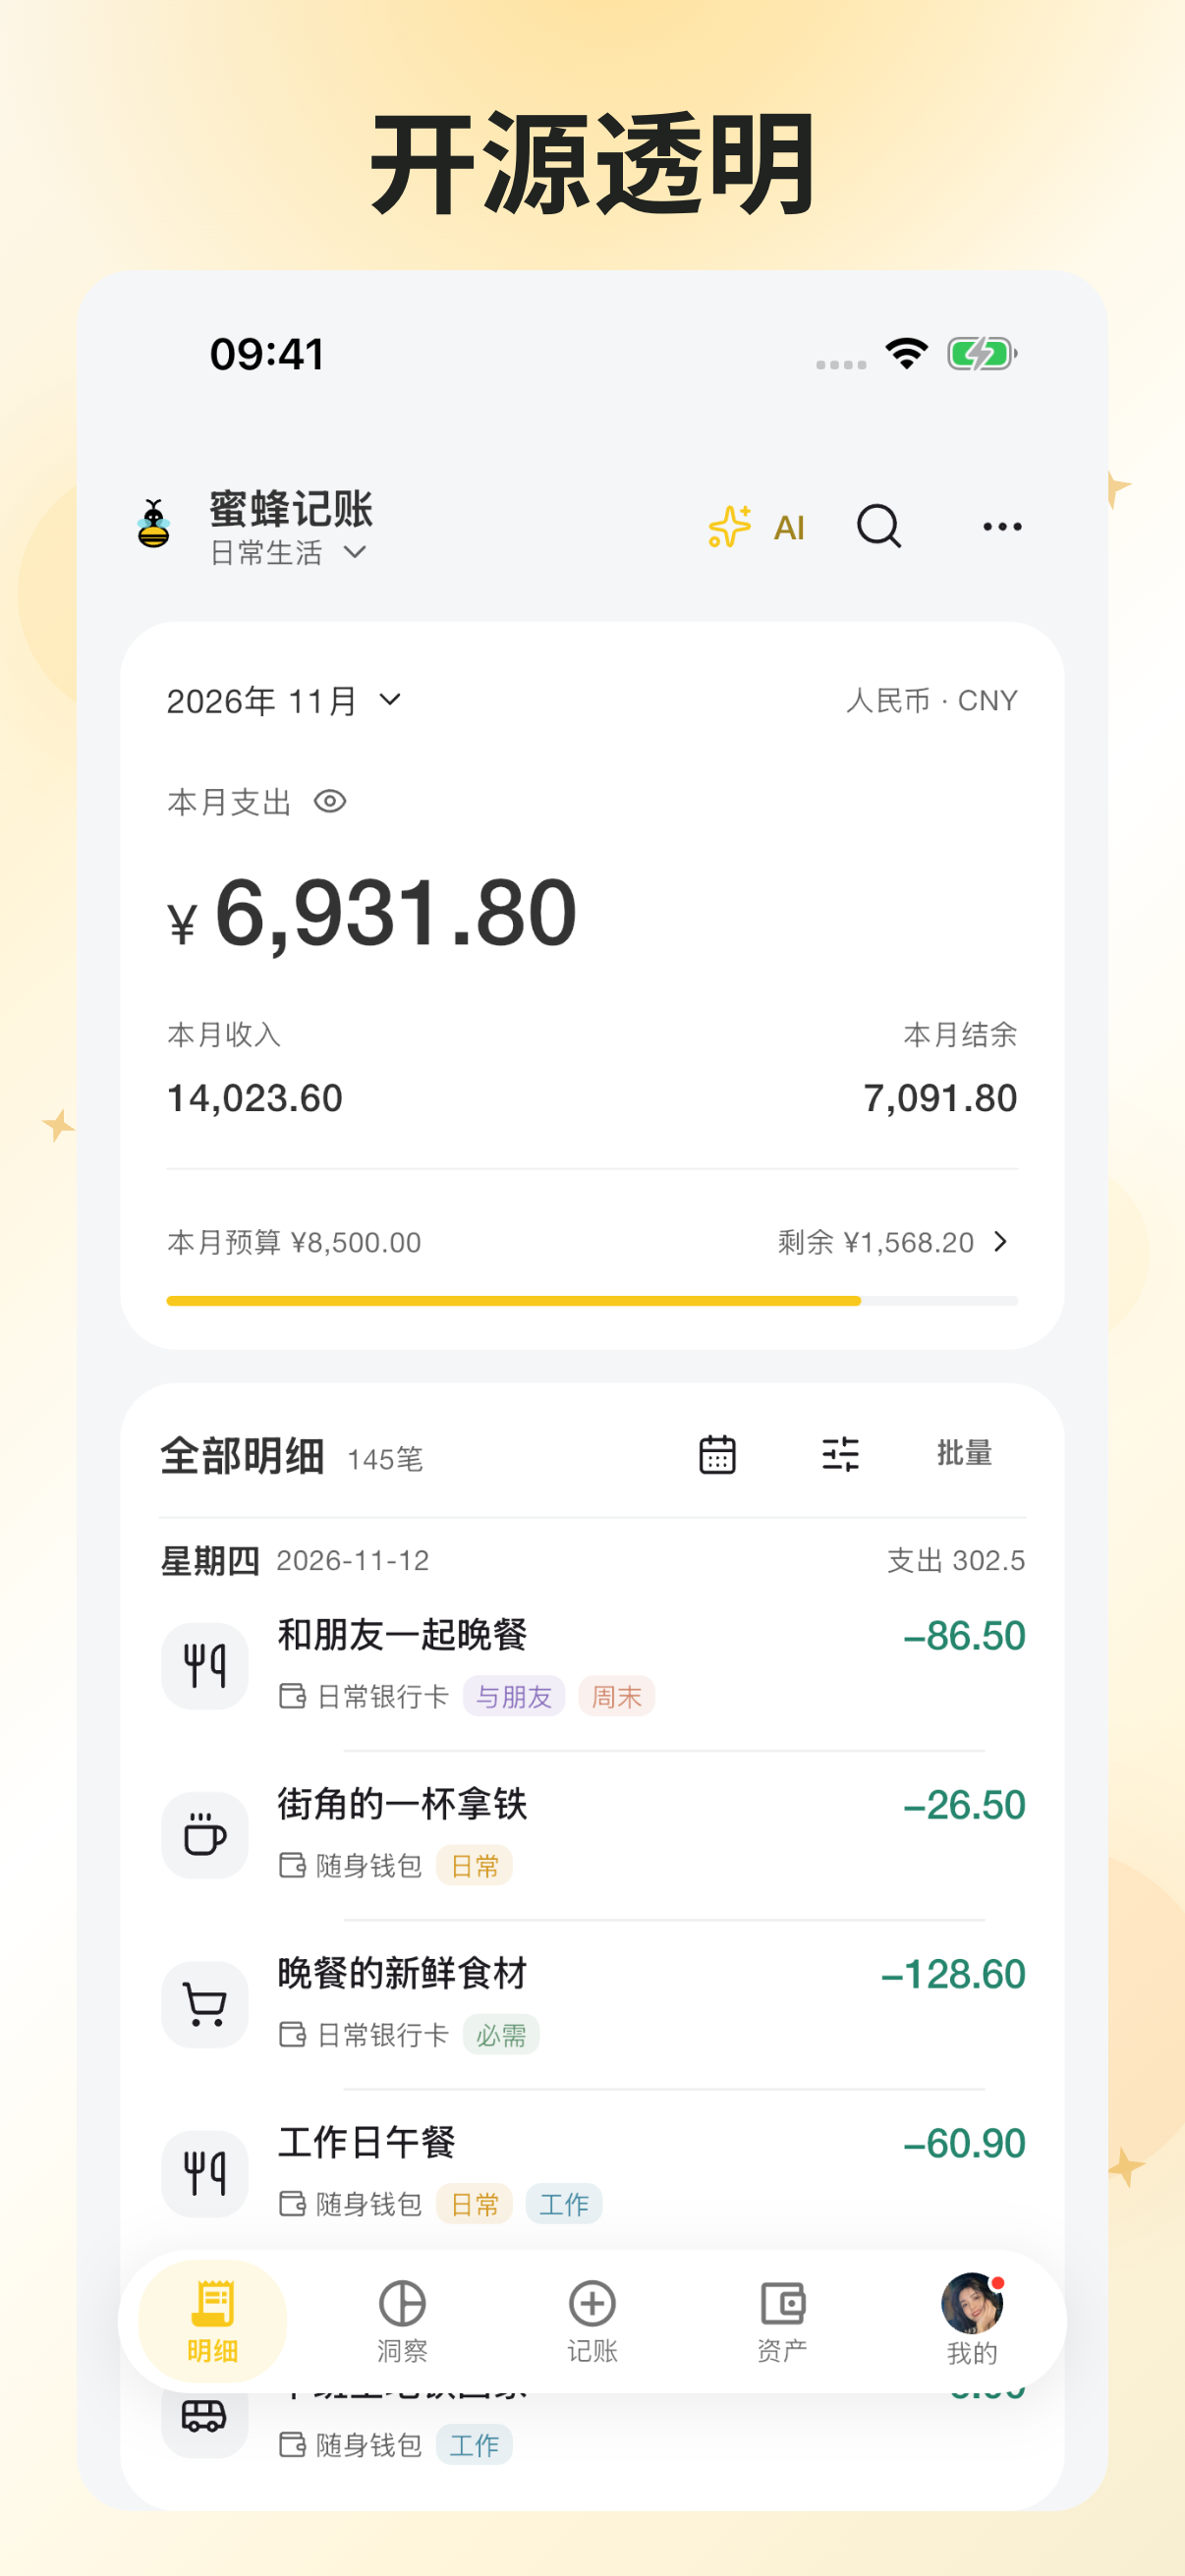 开源透明
09:41
蜜蜂记账
日常生活
AI
2026年 11月
人民币 · CNY
本月支出
¥ 6,931.80
本月收入
本月结余
14,023.60
7,091.80
本月预算 ¥8,500.00
剩余 ¥1,568.20
全部明细 145笔
批量
星期四 2026-11-12
支出 302.5
和朋友一起晚餐
-86.50
日常银行卡 与朋友 周末
街角的一杯拿铁
-26.50
随身钱包 日常
晚餐的新鲜食材
-128.60
日常银行卡 必需
工作日午餐
-60.90
随身钱包 日常 工作
明细 洞察 记账 资产 我的
随身钱包 工作